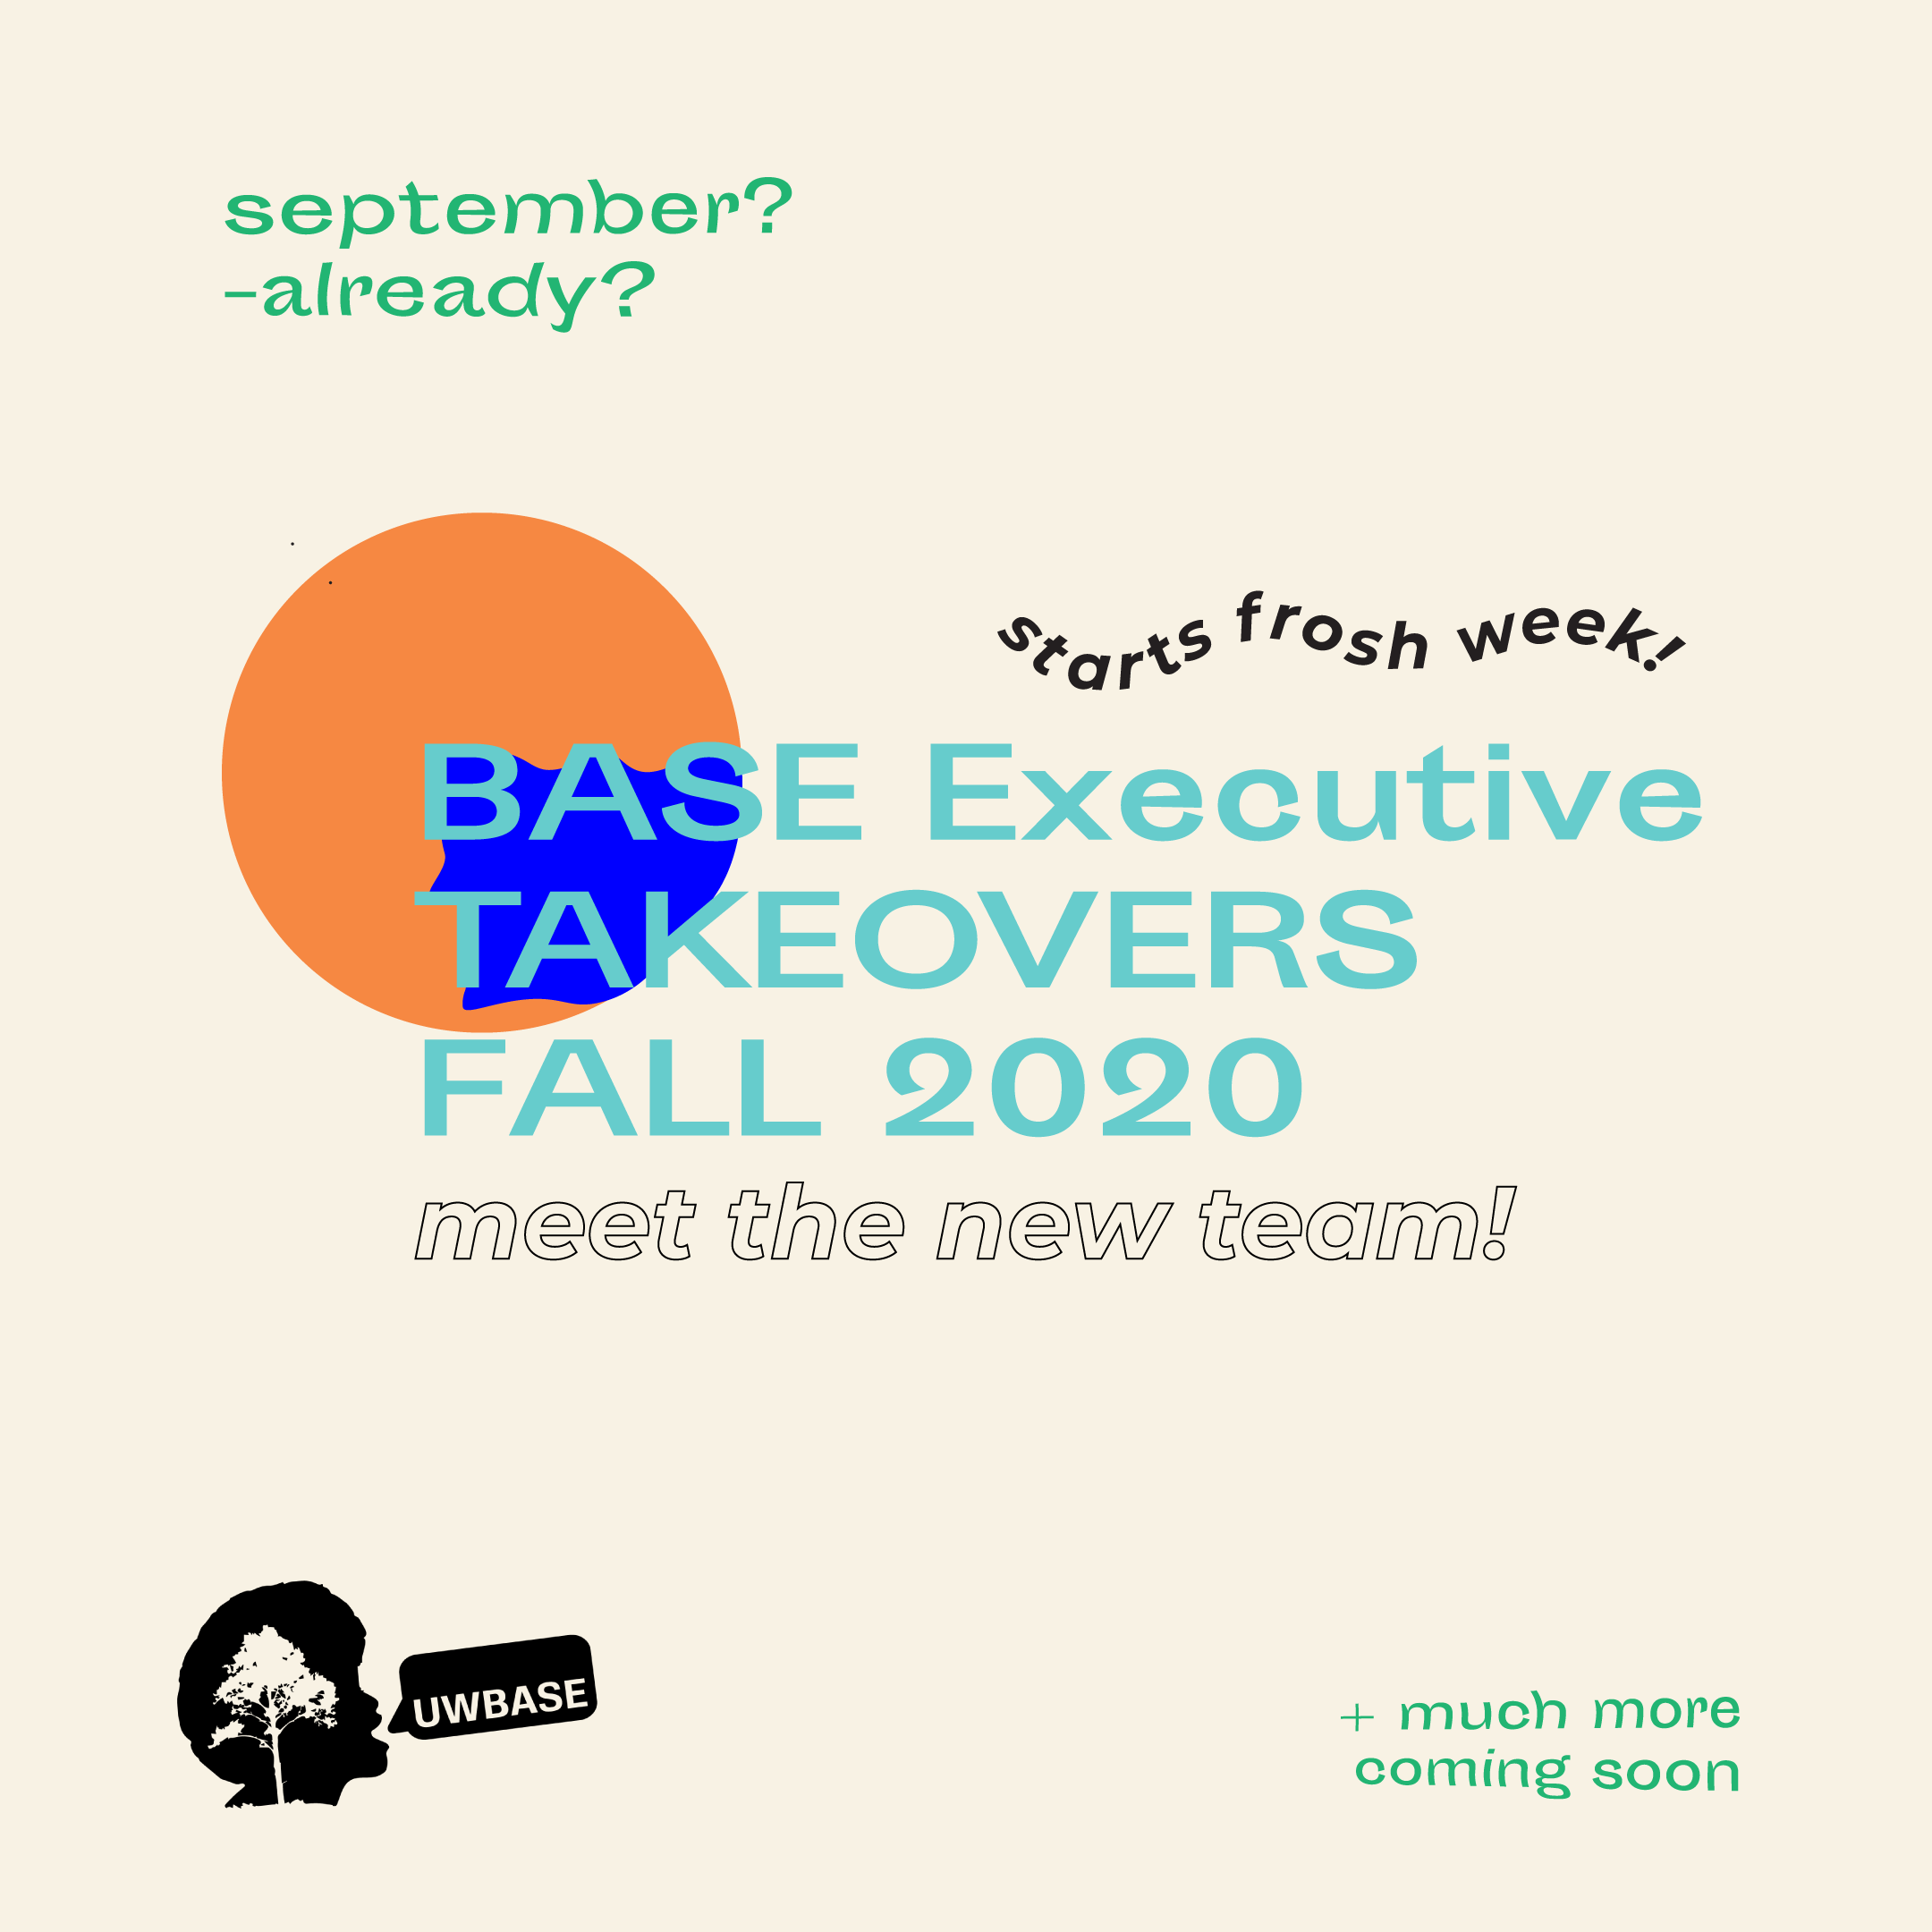 september?
–already?
starts frosh week!
BASE Executive
TAKEOVERS
FALL 2020
meet the new team!
UWBASE
+ much more
coming soon